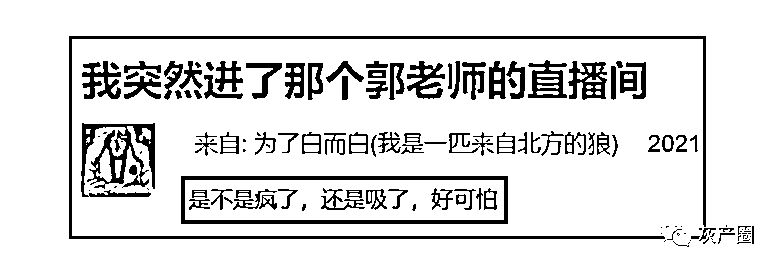 我突然进了那个郭老师的直播间
来自: 为了白而白(我是一匹来自北方的狼) 2021
是不是疯了，还是吸了，好可怕
灰产圈